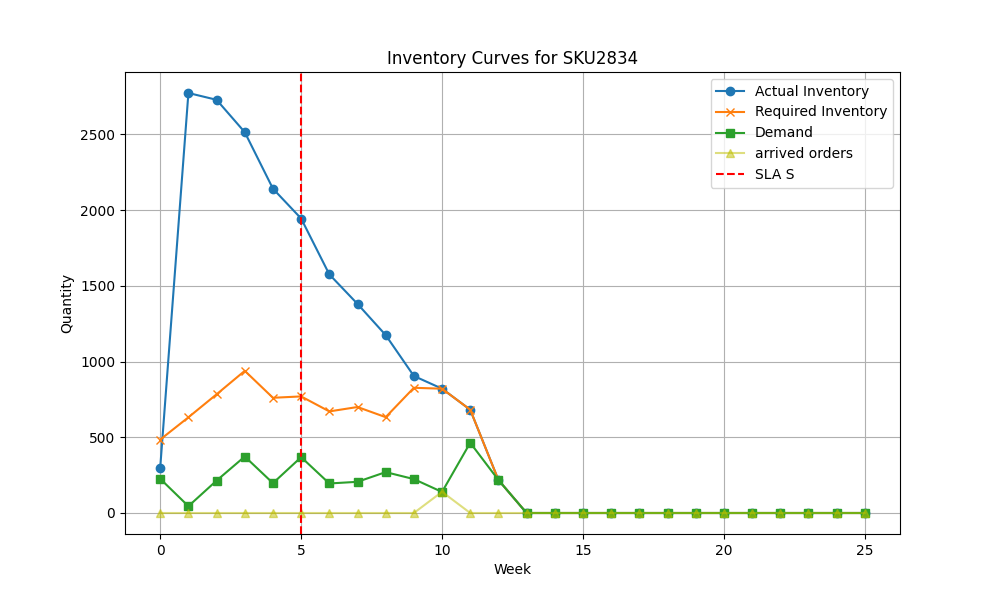 Inventory Curves for SKU2834
Actual Inventory
Required Inventory
Demand
arrived orders
SLA S
Quantity
2500
2000
1500
1000
500
0
0 5 10 15 20 25
Week